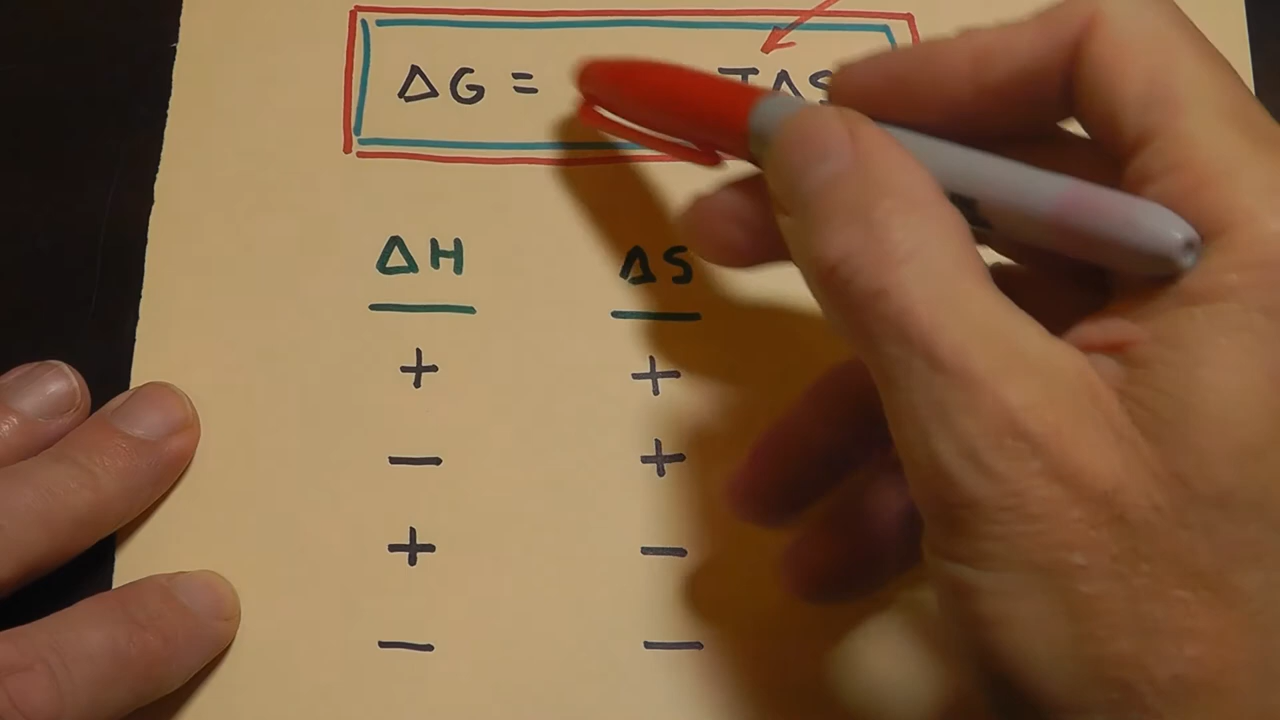 ΔG = TΔS
ΔH ΔS
+ +
− +
+ −
− −